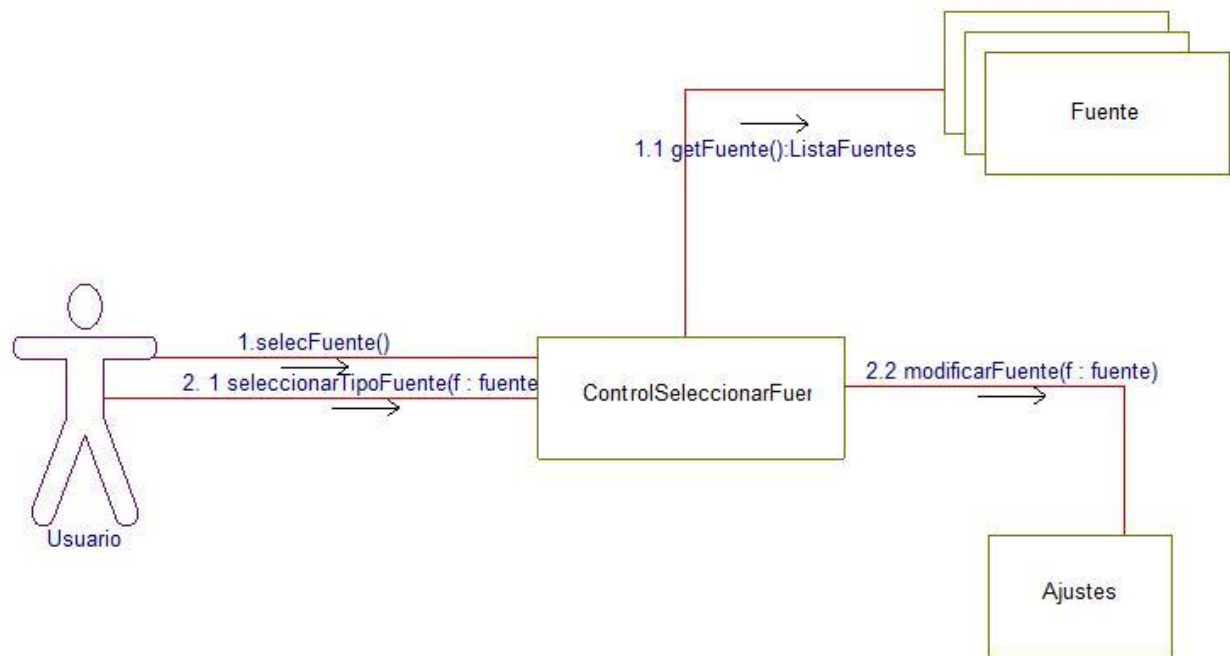 Fuente
1.1 getFuente():ListaFuentes
1.selecFuente()
2. 1 seleccionarTipoFuente(f : fuente
ControlSeleccionarFuer
2.2 modificarFuente(f : fuente)
Usuario
Ajustes